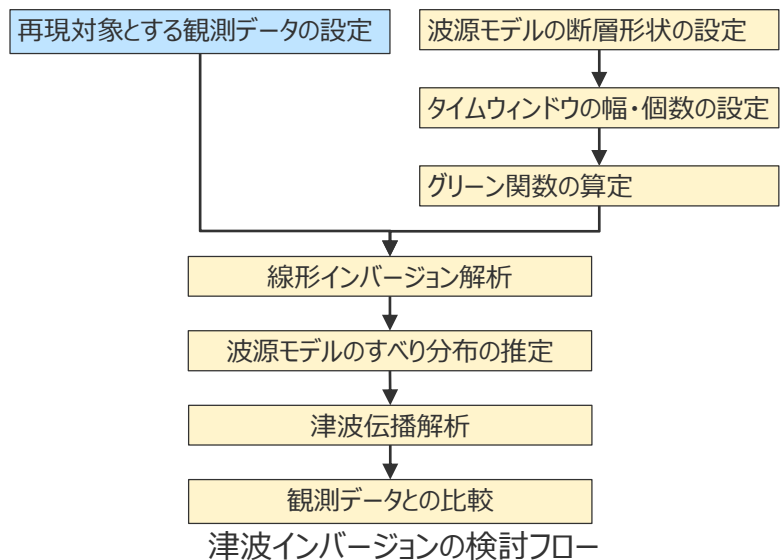 再現対象とする観測データの設定
波源モデルの断層形状の設定
タイムウィンドウの幅・個数の設定
グリーン関数の算定
線形インバージョン解析
波源モデルのすべり分布の推定
津波伝播解析
観測データとの比較
津波インバージョンの検討フロー